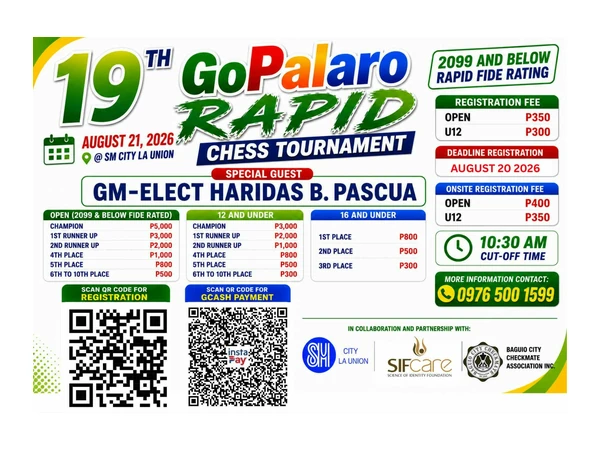 19TH GoPalaro
RAPID
CHESS TOURNAMENT
AUGUST 21, 2026
@ SM CITY LA UNION
2099 AND BELOW
RAPID FIDE RATING
REGISTRATION FEE
OPEN P350
U12 P300
DEADLINE REGISTRATION
AUGUST 20 2026
ONSITE REGISTRATION FEE
OPEN P400
U12 P350
10:30 AM
CUT-OFF TIME
MORE INFORMATION CONTACT:
0976 500 1599
SPECIAL GUEST
GM-ELECT HARIDAS B. PASCUA
OPEN (2099 & BELOW FIDE RATED)
CHAMPION P5,000
1ST RUNNER UP P3,000
2ND RUNNER UP P2,000
4TH PLACE P1,000
5TH PLACE P800
6TH TO 10TH PLACE P500
12 AND UNDER
CHAMPION P3,000
1ST RUNNER UP P2,000
2ND RUNNER UP P1,000
4TH PLACE P800
5TH PLACE P500
6TH TO 10TH PLACE P300
16 AND UNDER
1ST PLACE P800
2ND PLACE P500
3RD PLACE P300
SCAN QR CODE FOR
REGISTRATION
SCAN QR CODE FOR
GCASH PAYMENT
insta
Pay
IN COLLABORATION AND PARTNERSHIP WITH:
SM CITY
LA UNION
SIFcare
SCIENCE OF IDENTITY FOUNDATION
BAGUIO CITY
CHECKMATE
ASSOCIATION INC.